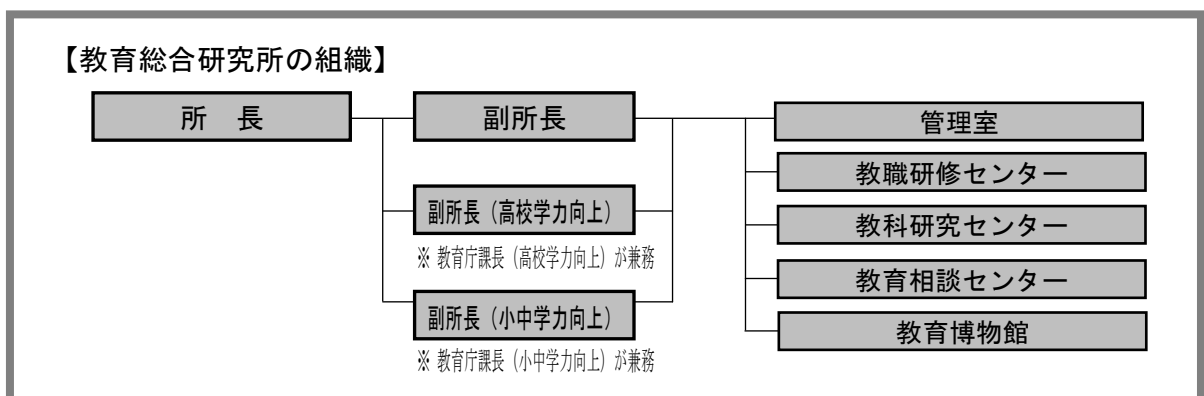 【教育総合研究所の組織】
所　長
副所長
副所長（高校学力向上）
※ 教育庁課長（高校学力向上）が兼務
副所長（小中学力向上）
※ 教育庁課長（小中学力向上）が兼務
管理室
教職研修センター
教科研究センター
教育相談センター
教育博物館